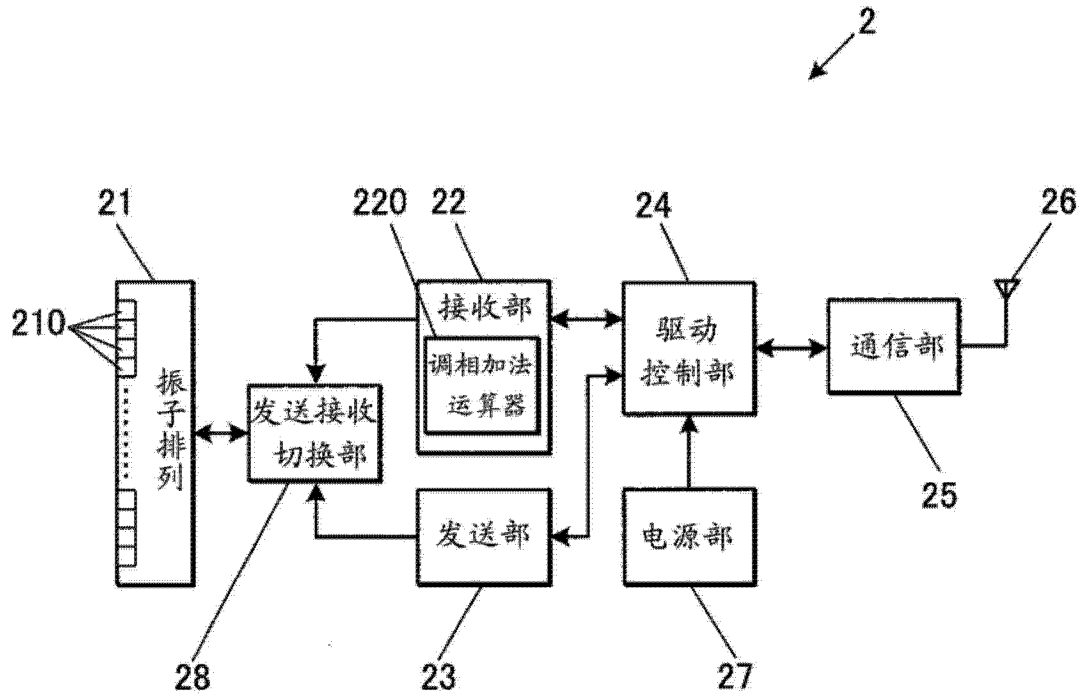 2
21
220
22
24
26
210
振子排列
接收部
调相加法
运算器
驱动
控制部
通信部
发送接收
切换部
发送部
电源部
25
28
23
27